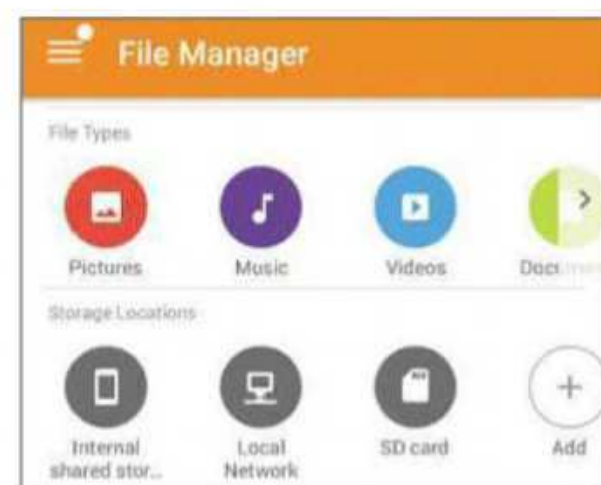 File Manager
File Types
Pictures
Music
Videos
Storage Locations
Internal
shared stor...
Local
Network
SD card
Add